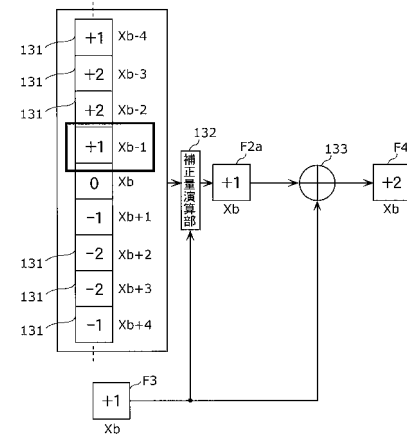 131 +1 Xb-4
131 +2 Xb-3
131 +2 Xb-2
+1 Xb-1
0 Xb
-1 Xb+1
131 -2 Xb+2
131 -2 Xb+3
131 -1 Xb+4
132
補正量演算部
F2a
+1
Xb
133
F4
+2
Xb
F3
+1
Xb